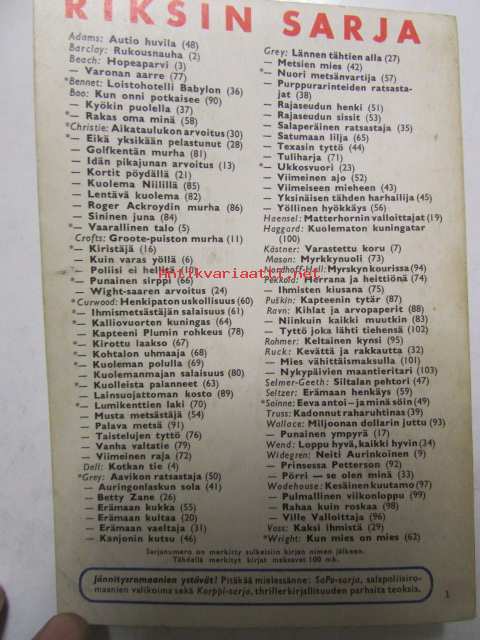 RIKSIN SARJA
Adams: Autio huvila (48)
Barclay: Rukousnauha (2)
Beach: Hopeaparvi (3)
— Varonan aarre (77)
*Bennet: Loistohotelli Babylon (36)
Boo: Kun onni potkaisee (90)
— Kyökin puolella (37)
*— Rakas oma minä (58)
*Christie: Aikataulukon arvoitus (30)
*— Eikä yksikään pelastunut (28)
— Golfkentän murha (81)
— Idän pikajunan arvoitus (13)
— Kortit pöydällä (21)
— Kuolema Niilillä (85)
— Lentävä kuolema (82)
— Roger Ackroydin murha (86)
— Sininen juna (84)
*— Vaarallinen talo (5)
Crofts: Groote-puiston murha (11)
*— Kiristäjä (16)
— Kuin varas yöllä (6)
*— Poliisi ei hellitä (10)
*— Punainen sirppi (66)
— Wight-saaren arvoitus (24)
*Curwood: Henkipaton uskollisuus (60)
*— Ihmismetsästäjän salaisuus (61)
*— Kalliovuorten kuningas (64)
— Kapteeni Plumin rohkeus (78)
*— Kirottu laakso (67)
*— Kohtalon uhmaaja (68)
*— Kuoleman polulla (69)
— Kuolemanmajan salaisuus (80)
*— Kuolleista palanneet (63)
— Lainsuojattoman kosto (89)
*— Lumikenttien laki (70)
— Musta metsästäjä (54)
— Palava metsä (91)
— Taistelujen tyttö (76)
— Vanha valtatie (79)
— Viimeinen raja (72)
Dell: Kotkan tie (4)
*Grey: Aavikon ratsastaja (50)
— Auringonlaskun sola (41)
— Betty Zane (26)
— Erämaan kukka (55)
— Erämaan kultaa (20)
— Erämaan vaeltaja (31)
— Kanjonin kutsu (46)
Grey: Lännen tähtien alla (27)
— Metsien mies (42)
*— Nuori metsänvartija (57)
— Purppurarinteiden ratsasta-
jat (38)
— Rajaseudun henki (51)
— Rajaseudun sissit (53)
— Salaperäinen ratsastaja (35)
— Satumaan lilja (65)
— Texasin tyttö (44)
— Tuliharja (71)
*— Ukkosvuori (23)
— Viimeinen ajo (52)
— Viimeiseen mieheen (43)
— Yksinäisen tähden harhailija (45)
— Yöllinen hyökkäys (56)
Haensel: Matterhornin valloittajat (19)
Haggard: Kuolematon kuningatar
(100)
Kästner: Varastettu koru (7)
Mason: Myrkkynuoli (73)
Nordhoff-Hall: Myrskyn kourissa (94)
Pekkola: Herrana ja heittiönä (74)
— Ihmisten kiusana (75)
Puškin: Kapteenin tytär (87)
Ravn: Kihlat ja arvopaperit (88)
— Niinkuin kaikki muutkin (83)
— Tyttö joka lähti tiehensä (102)
Rohmer: Keltainen kynsi (95)
Ruck: Kevättä ja rakkautta (32)
— Mies vähittäismaksulla (101)
— Nykypäivien maantieritari (103)
Selmer-Geeth: Siltalan pehtori (47)
Seltzer: Erämaan henkäys (59)
*Soinne: Eeva antoi — ja minä söin (49)
Truss: Kadonnut raharuhtinas (39)
Wallace: Miljoonan dollarin juttu (93)
— Punainen ympyrä (17)
Wend: Loppu hyvä, kaikki hyvin (34)
Widegren: Neiti Aurinkoinen (9)
— Prinsessa Petterson (92)
— Pörri — se olen minä (33)
Wodehouse: Kesäinen kuutamo (97)
— Pulmallinen viikonloppu (99)
— Rahaa kuin roskaa (98)
— Ville Valloittaja (96)
Voss: Kaksi ihmistä (29)
*Wright: Kun mies on mies (62)
Sarjanumero on merkitty sulkeisiin kirjan nimen jälkeen.
Tähdellä merkityt kirjat maksavat 100 mk.
Jännitysromaanien ystävät! Pitäkää mielessänne: SaPo-sarja, salapoliisiro-
maanien valikoima sekä Korppi-sarja, thrillerkirjallisuuden parhaita teoksia.
1